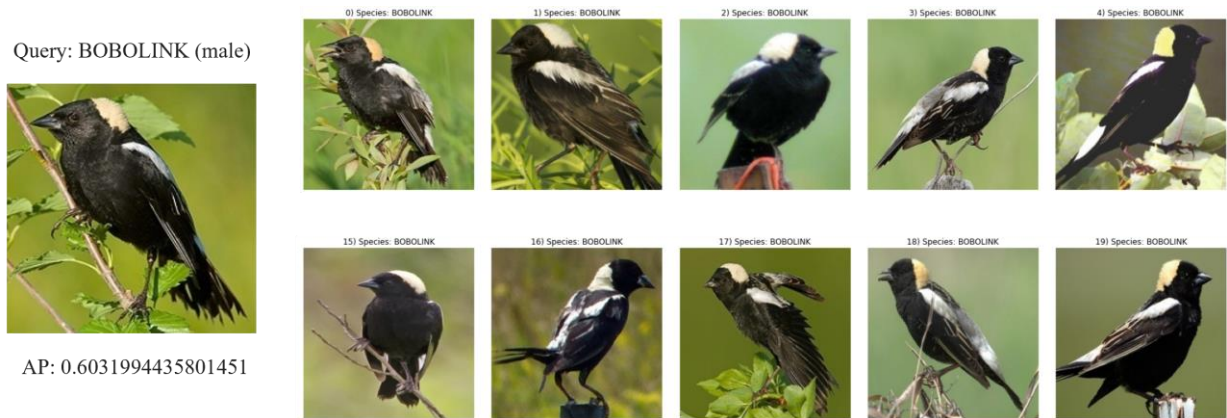 Query: BOBOLINK (male)
AP: 0.6031994435801451
0) Species: BOBOLINK
1) Species: BOBOLINK
2) Species: BOBOLINK
3) Species: BOBOLINK
4) Species: BOBOLINK
15) Species: BOBOLINK
16) Species: BOBOLINK
17) Species: BOBOLINK
18) Species: BOBOLINK
19) Species: BOBOLINK